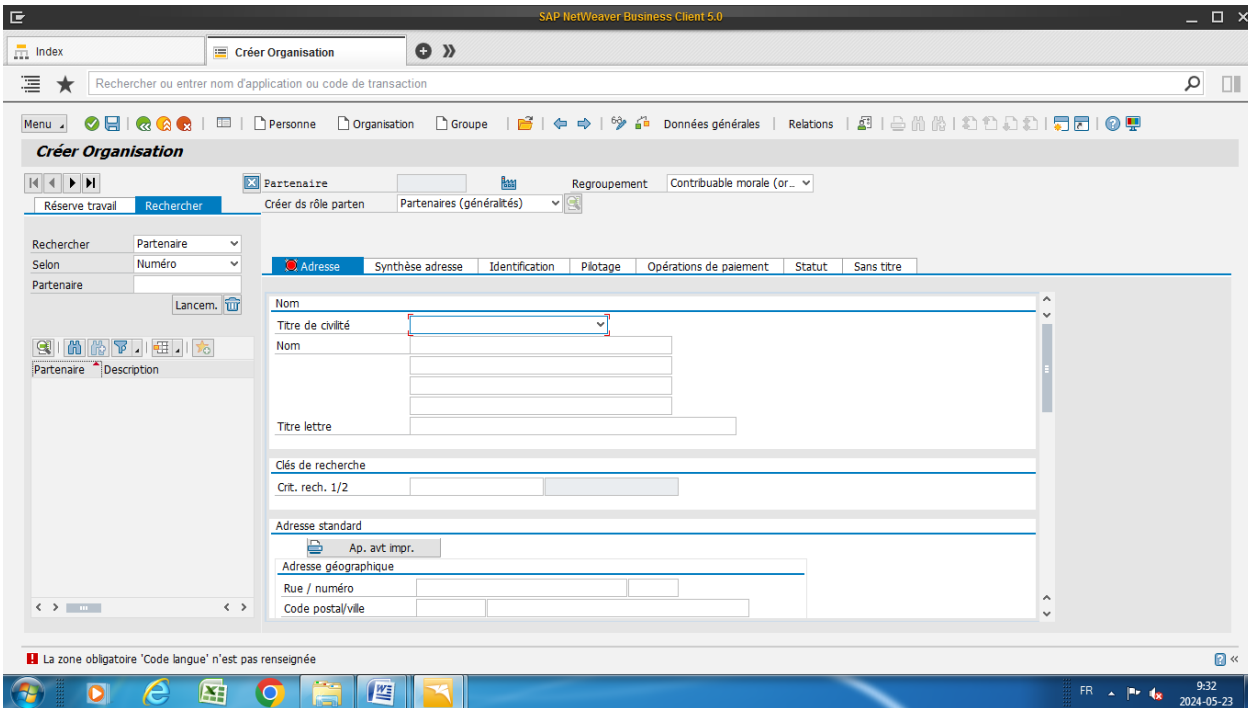 SAP NetWeaver Business Client 5.0
Index
Créer Organisation
Rechercher ou entrer nom d'application ou code de transaction
Menu
Personne
Organisation
Groupe
Données générales
Relations
Créer Organisation
Partenaire
Regroupement
Contribuable morale (or...
Réserve travail
Rechercher
Créer ds rôle parten
Partenaires (généralités)
Rechercher
Partenaire
Selon
Numéro
Partenaire
Lancem.
Partenaire
Description
Adresse
Synthèse adresse
Identification
Pilotage
Opérations de paiement
Statut
Sans titre
Nom
Titre de civilité
Nom
Titre lettre
Clés de recherche
Crit. rech. 1/2
Adresse standard
Ap. avt impr.
Adresse géographique
Rue / numéro
Code postal/ville
La zone obligatoire 'Code langue' n'est pas renseignée
FR
9:32
2024-05-23